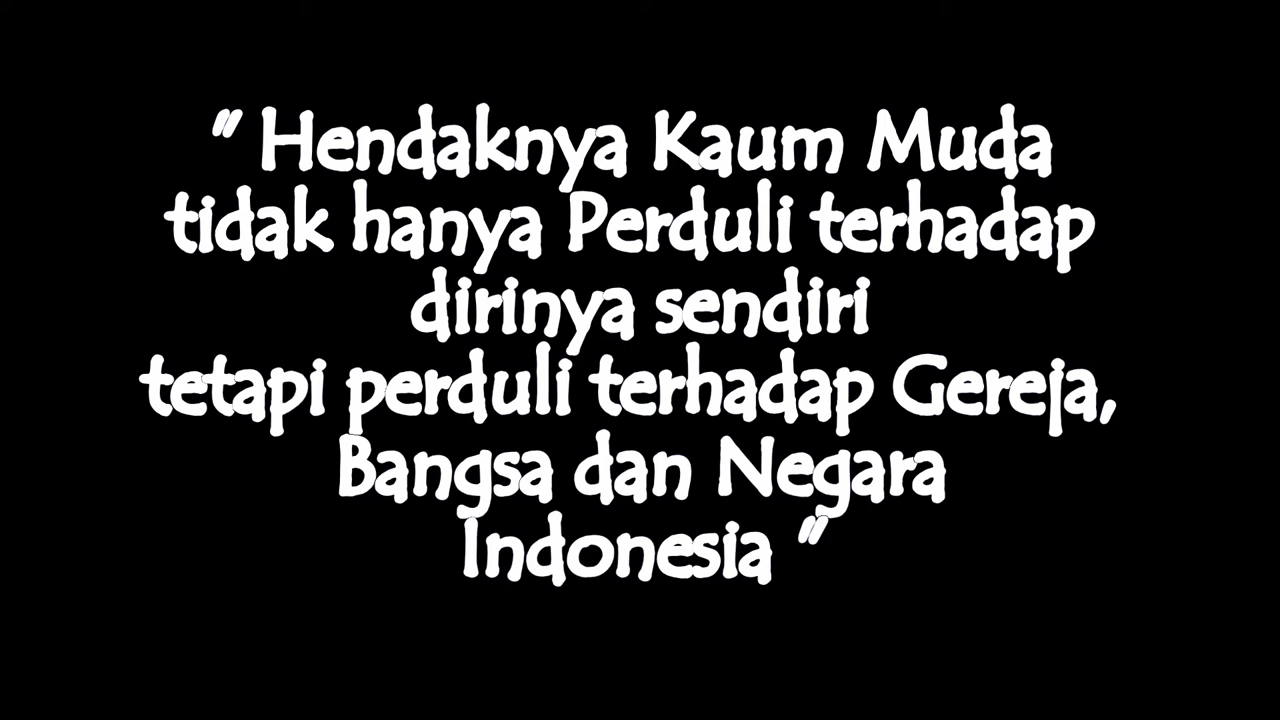 " Hendaknya Kaum Muda
tidak hanya Perduli terhadap
dirinya sendiri
tetapi perduli terhadap Gereja,
Bangsa dan Negara
Indonesia "